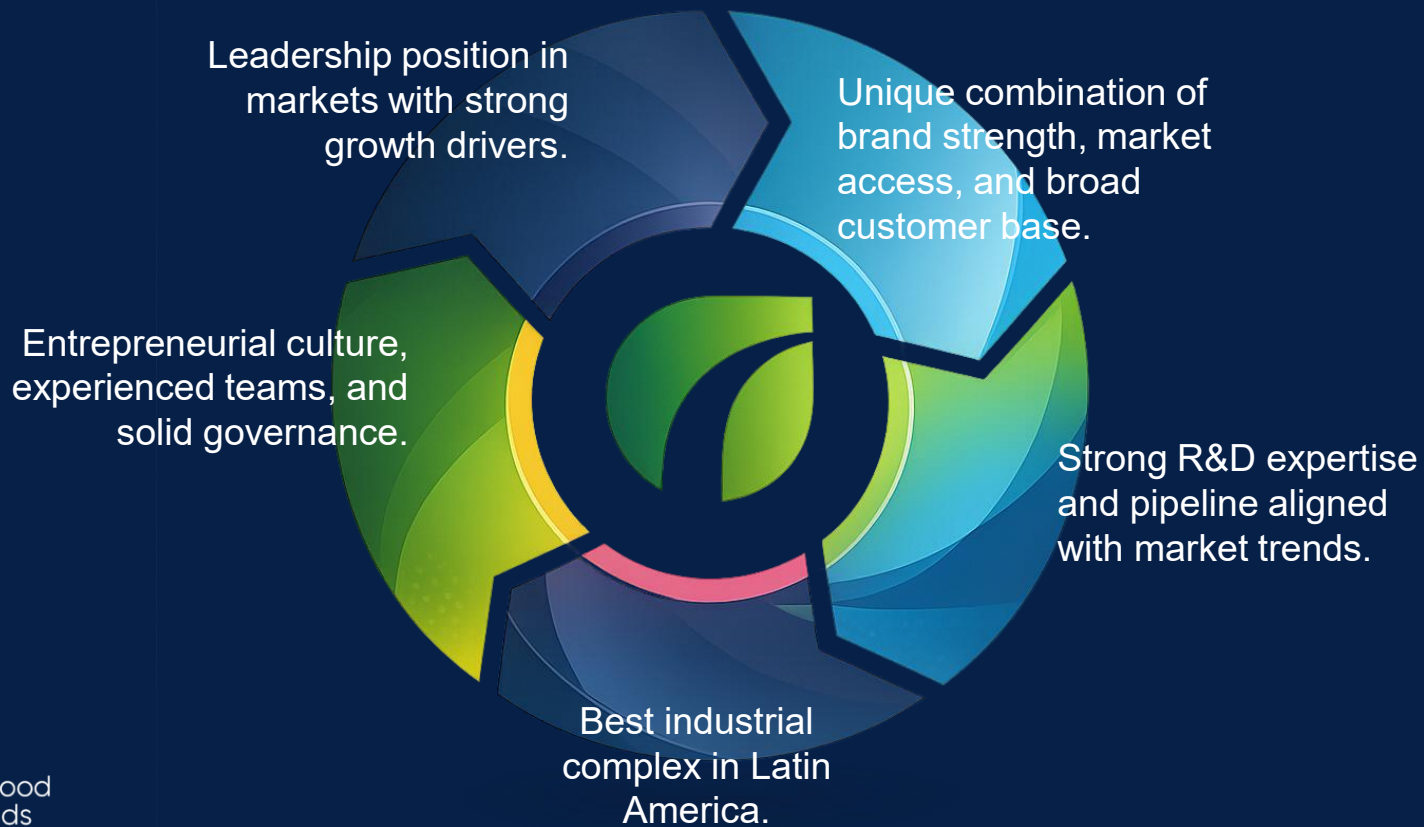 Leadership position in
markets with strong
growth drivers.
Unique combination of
brand strength, market
access, and broad
customer base.
Entrepreneurial culture,
experienced teams, and
solid governance.
Strong R&D expertise
and pipeline aligned
with market trends.
Best industrial
complex in Latin
America.